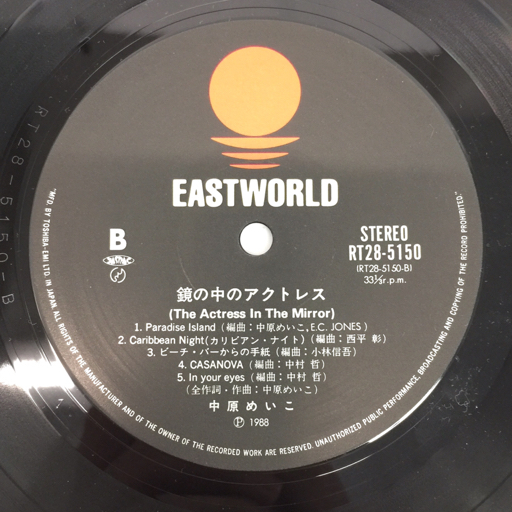 EASTWORLD
B
STEREO
RT28-5150
(RT28-5150-B)
33⅓r.p.m.
鏡の中のアクトレス
(The Actress In The Mirror)
1. Paradise Island (編曲：中原めいこ, E.C. JONES)
2. Caribbean Night(カリビアン・ナイト) (編曲：西平 彰)
3. ビーチ・バーからの手紙 (編曲：小林信吾)
4. CASANOVA (編曲：中村 哲)
5. In your eyes (編曲：中村 哲)
(全作詞・作曲：中原めいこ)
中原めいこ
Ⓟ 1988
"MF'D. BY TOSHIBA-EMI LTD. IN JAPAN ALL RIGHTS OF THE MANUFACTURER AND OF THE OWNER OF THE RECORDED WORK ARE RESERVED. UNAUTHORIZED PUBLIC PERFORMANCE, BROADCASTING AND COPYING OF THE RECORD PROHIBITED."
RT28-5150-B